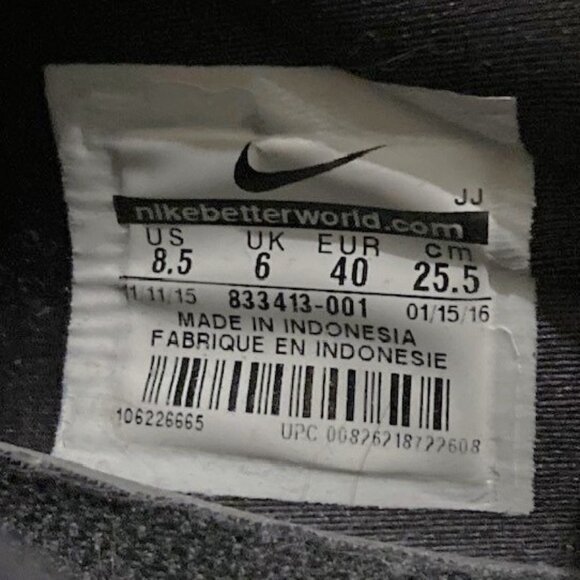 JJ
nikebetterworld.com
US UK EUR cm
8.5 6 40 25.5
11.11/15 833413-001 01/15/16
MADE IN INDONESIA
FABRIQUE EN INDONESIE
106226665 UPC 00826218722608